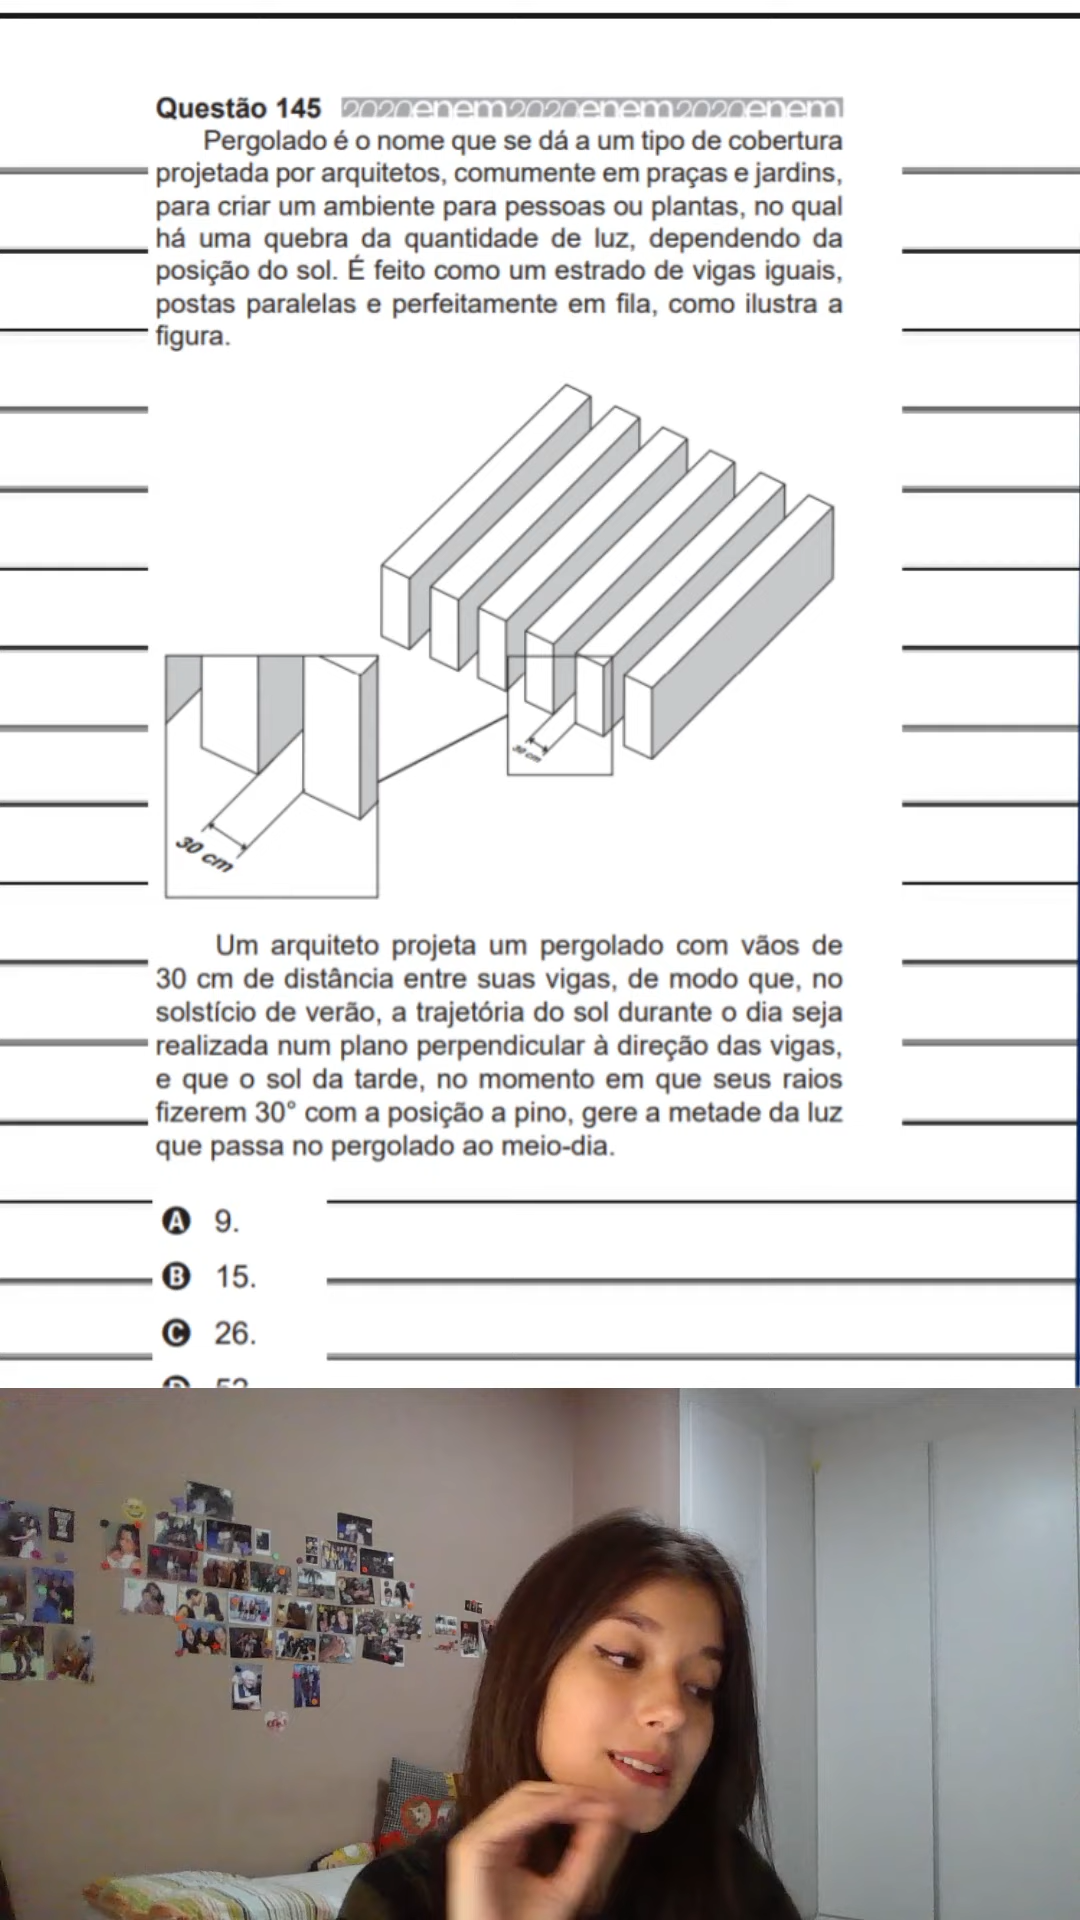 Questão 145 2020enem2020enem2020enem
Pergolado é o nome que se dá a um tipo de cobertura
projetada por arquitetos, comumente em praças e jardins,
para criar um ambiente para pessoas ou plantas, no qual
há uma quebra da quantidade de luz, dependendo da
posição do sol. É feito como um estrado de vigas iguais,
postas paralelas e perfeitamente em fila, como ilustra a
figura.
30 cm
30 cm
Um arquiteto projeta um pergolado com vãos de
30 cm de distância entre suas vigas, de modo que, no
solstício de verão, a trajetória do sol durante o dia seja
realizada num plano perpendicular à direção das vigas,
e que o sol da tarde, no momento em que seus raios
fizerem 30° com a posição a pino, gere a metade da luz
que passa no pergolado ao meio-dia.
A 9.
B 15.
C 26.